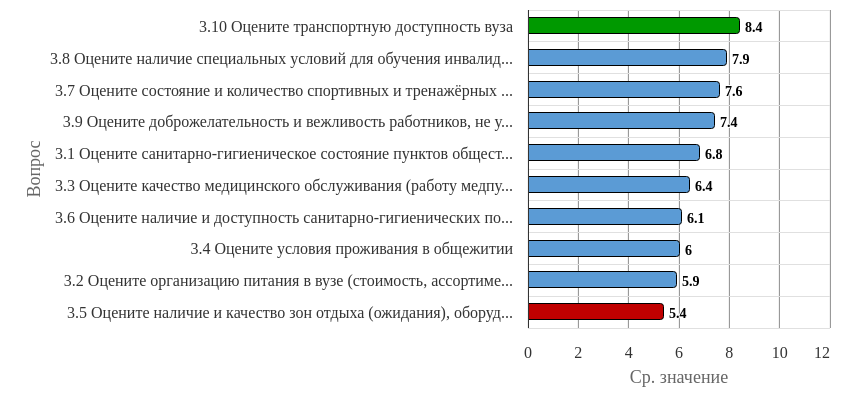 3.10 Оцените транспортную доступность вуза 8.4
3.8 Оцените наличие специальных условий для обучения инвалид... 7.9
3.7 Оцените состояние и количество спортивных и тренажёрных ... 7.6
3.9 Оцените доброжелательность и вежливость работников, не у... 7.4
3.1 Оцените санитарно-гигиеническое состояние пунктов общест... 6.8
3.3 Оцените качество медицинского обслуживания (работу медпу... 6.4
3.6 Оцените наличие и доступность санитарно-гигиенических по... 6.1
3.4 Оцените условия проживания в общежитии 6
3.2 Оцените организацию питания в вузе (стоимость, ассортиме... 5.9
3.5 Оцените наличие и качество зон отдыха (ожидания), оборуд... 5.4
Вопрос
0 2 4 6 8 10 12
Ср. значение